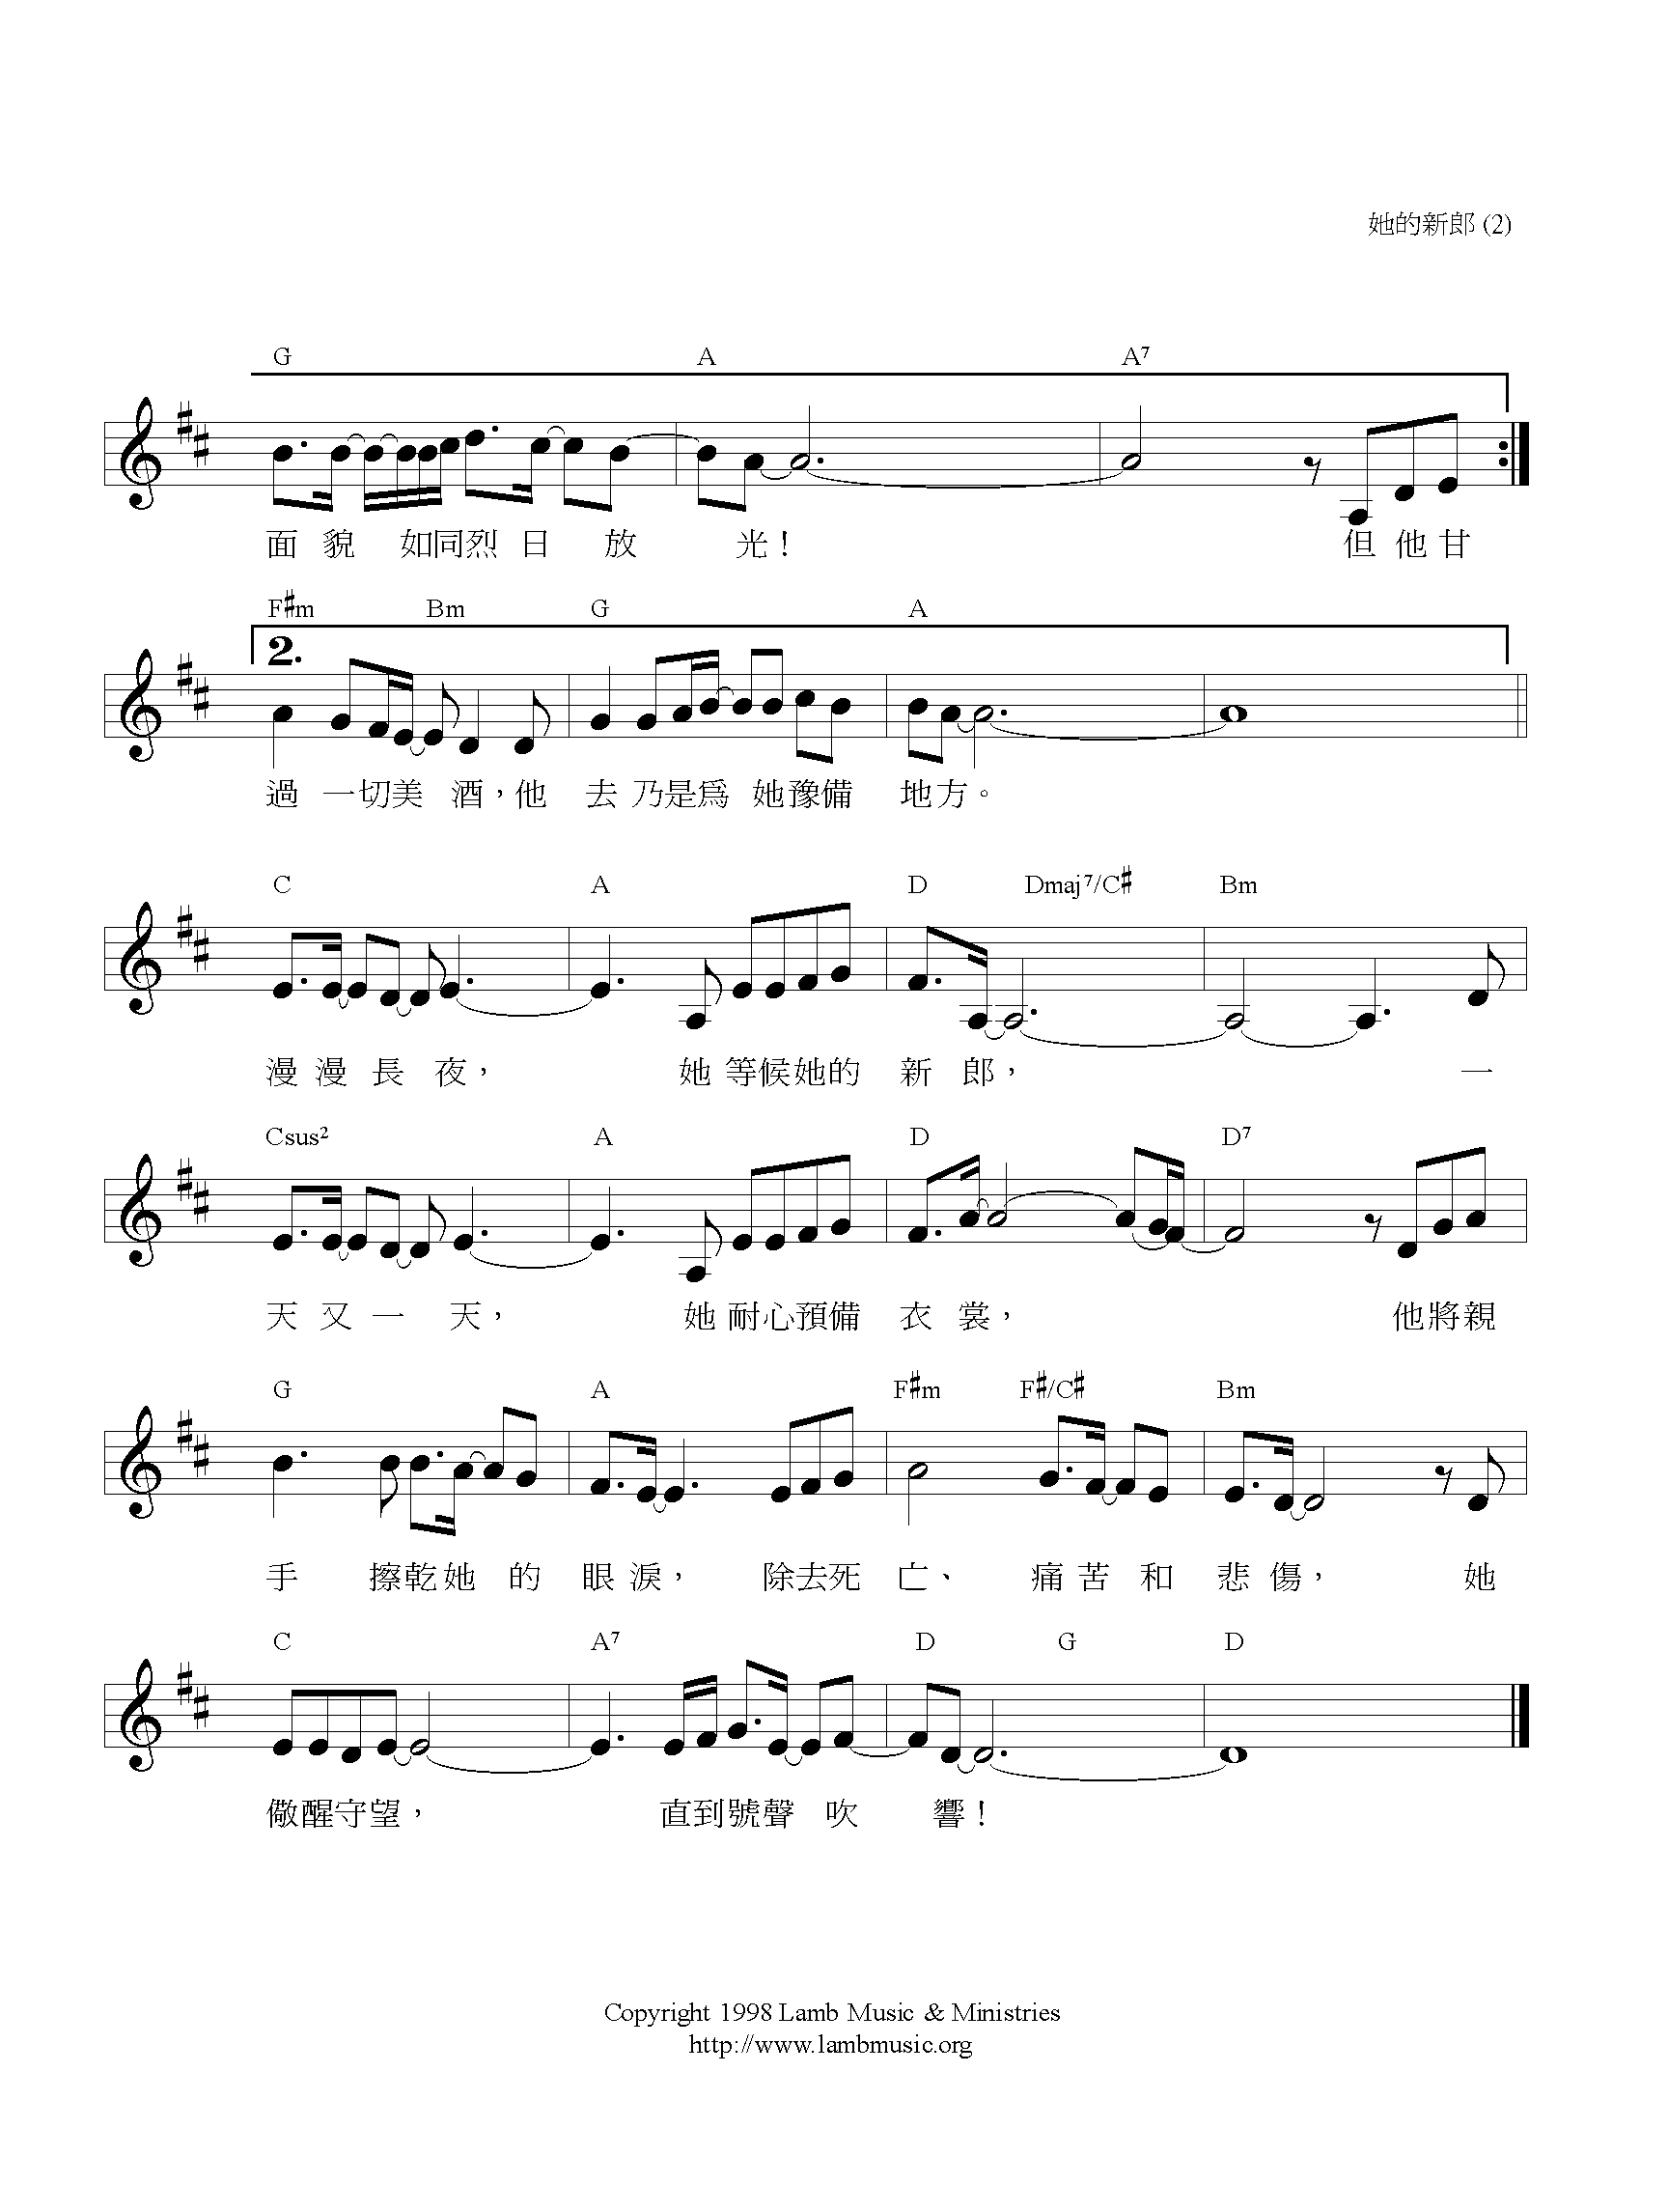 她的新郎 (2)
G A A7
面 貌 如同烈 日 放 光！ 但 他 甘
F#m Bm G A
2.
過 一切美 酒，他 去 乃是爲 她豫備 地方。
C A D Dmaj7/C# Bm
漫 漫 長 夜， 她 等候她的 新 郎， 一
Csus2 A D D7
天 又 一 天， 她 耐心預備 衣 裳， 他將親
G A F#m F#/C# Bm
手 擦乾她 的 眼 淚， 除去死 亡、 痛 苦 和 悲 傷， 她
C A7 D G D
儆醒守望， 直到號聲 吹 響！
Copyright 1998 Lamb Music & Ministries
http://www.lambmusic.org